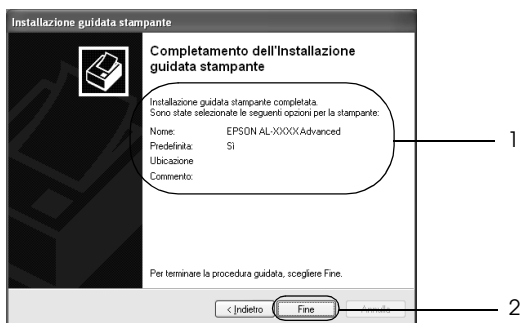 Installazione guidata stampante
Completamento dell'Installazione
guidata stampante
Installazione guidata stampante completata.
Sono state selezionate le seguenti opzioni per la stampante:
Nome: EPSON AL-XXXX Advanced
Predefinita: Sì
Ubicazione
Commento:
1
Per terminare la procedura guidata, scegliere Fine.
< Indietro Fine Annulla
2